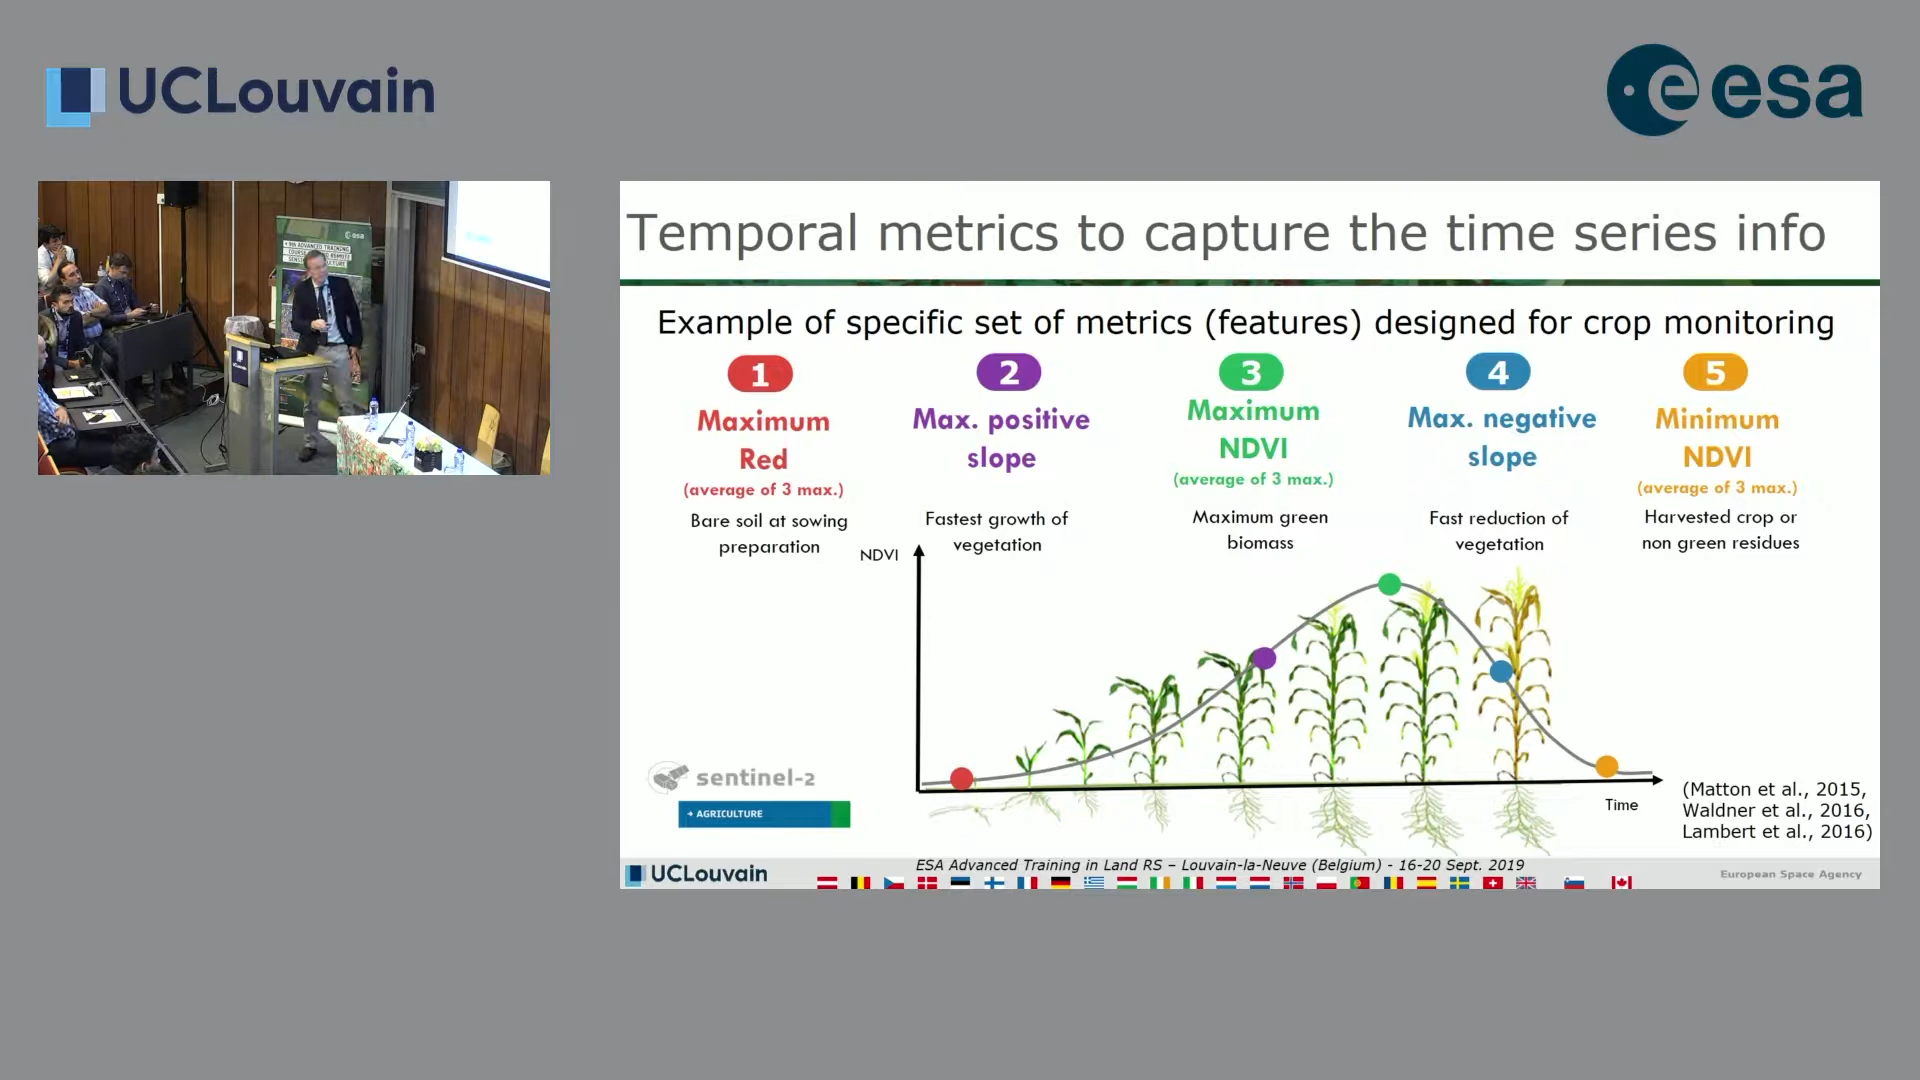 UCLouvain
esa
esa
Temporal metrics to capture the time series info
Example of specific set of metrics (features) designed for crop monitoring
1
Maximum
Red
(average of 3 max.)
Bare soil at sowing
preparation
2
Max. positive
slope
Fastest growth of
vegetation
3
Maximum
NDVI
(average of 3 max.)
Maximum green
biomass
4
Max. negative
slope
Fast reduction of
vegetation
5
Minimum
NDVI
(average of 3 max.)
Harvested crop or
non green residues
NDVI
Time
sentinel-2
→ AGRICULTURE
(Matton et al., 2015,
Waldner et al., 2016,
Lambert et al., 2016)
UCLouvain
ESA Advanced Training in Land RS – Louvain-la-Neuve (Belgium) - 16-20 Sept. 2019
European Space Agency